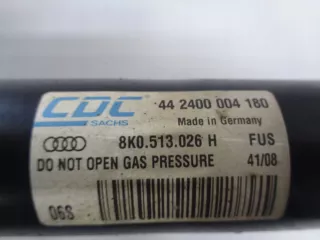 CDC 44 2400 004 180
SACHS Made in Germany
8K0.513.026 H FUS
DO NOT OPEN GAS PRESSURE 41/08
06S